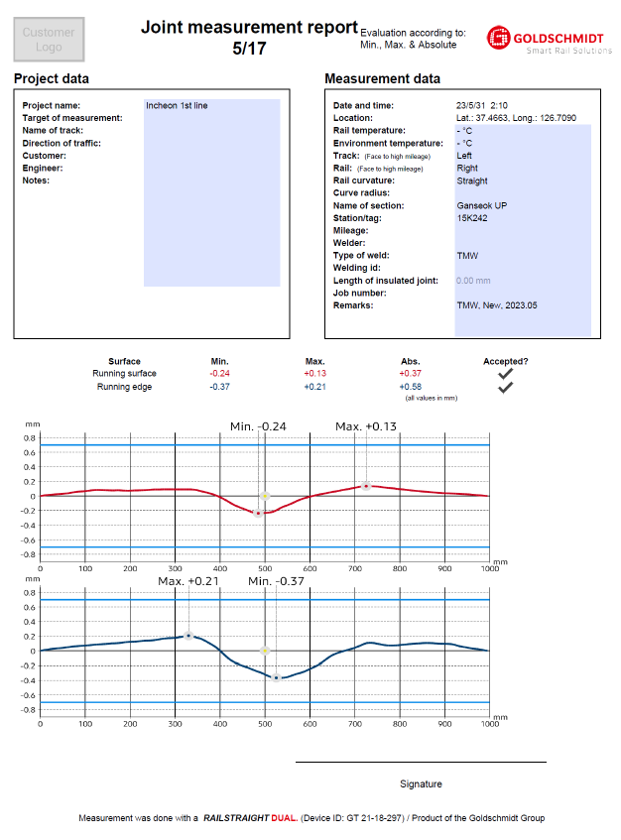 Customer
Logo
Joint measurement report
5/17
Evaluation according to:
Min., Max. & Absolute
GOLDSCHMIDT
Smart Rail Solutions
Project data
Project name: Incheon 1st line
Target of measurement:
Name of track:
Direction of traffic:
Customer:
Engineer:
Notes:
Measurement data
Date and time: 23/5/31 2:10
Location: Lat.: 37.4663, Long.: 126.7090
Rail temperature: - °C
Environment temperature: - °C
Track: (Face to high mileage) Left
Rail: (Face to high mileage) Right
Rail curvature: Straight
Curve radius:
Name of section: Ganseok UP
Station/tag: 15K242
Mileage:
Welder:
Type of weld: TMW
Welding id:
Length of insulated joint: 0.00 mm
Job number:
Remarks: TMW, New, 2023.05
Surface Min. Max. Abs. Accepted?
Running surface -0.24 +0.13 +0.37
Running edge -0.37 +0.21 +0.58
(all values in mm)
mm Min. -0.24 Max. +0.13
0.8
0.6
0.4
0.2
0
-0.2
-0.4
-0.6
-0.8
0 100 200 300 400 500 600 700 800 900 1000 mm
mm Max. +0.21 Min. -0.37
0.8
0.6
0.4
0.2
0
-0.2
-0.4
-0.6
-0.8
0 100 200 300 400 500 600 700 800 900 1000 mm
Signature
Measurement was done with a RAILSTRAIGHT DUAL. (Device ID: GT 21-18-297) / Product of the Goldschmidt Group